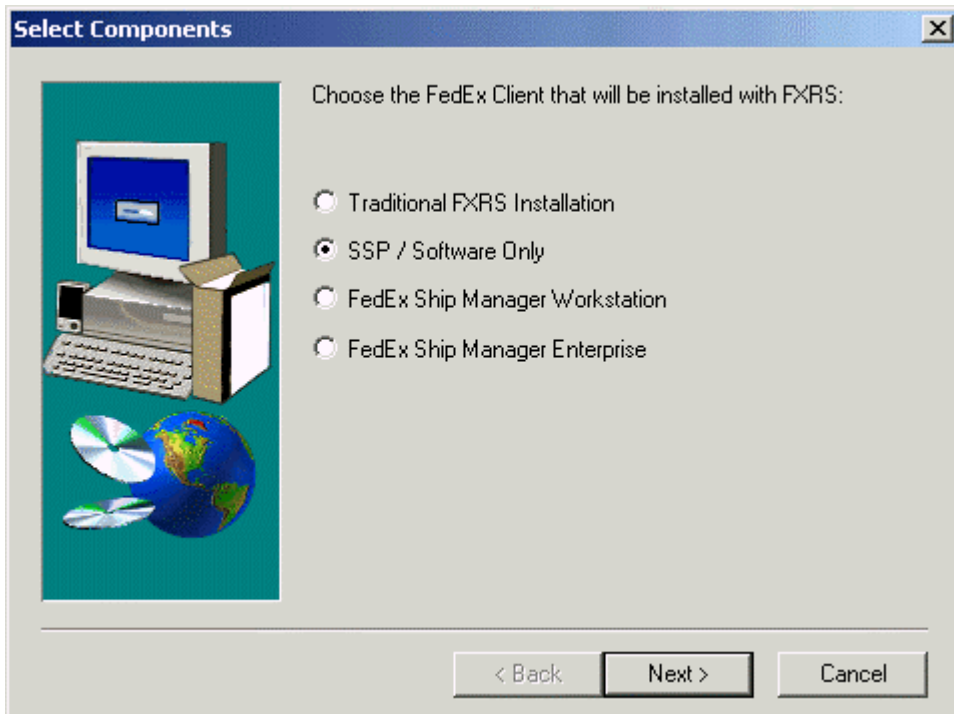 Select Components
Choose the FedEx Client that will be installed with FXRS:
Traditional FXRS Installation
SSP / Software Only
FedEx Ship Manager Workstation
FedEx Ship Manager Enterprise
< Back
Next >
Cancel